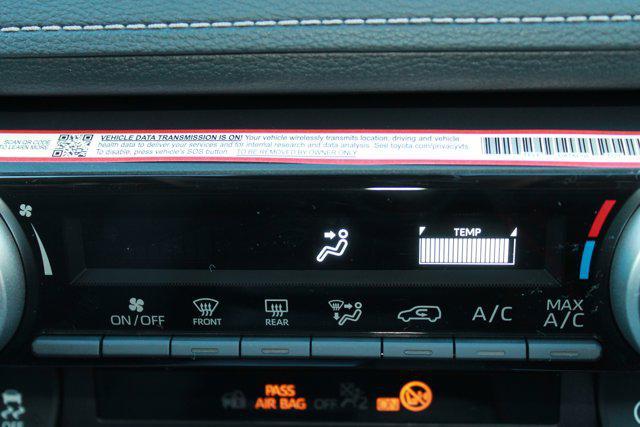 SCAN QR CODE
TO LEARN MORE
VEHICLE DATA TRANSMISSION IS ON! Your vehicle wirelessly transmits location, driving and vehicle
health data to deliver your services and for internal research and data analysis. See toyota.com/privacyvts.
To disable, press vehicle's SOS button. TO BE REMOVED BY OWNER ONLY.
TEMP
ON/OFF
FRONT
REAR
A/C
MAX
A/C
PASS
AIR BAG
OFF
2
ON